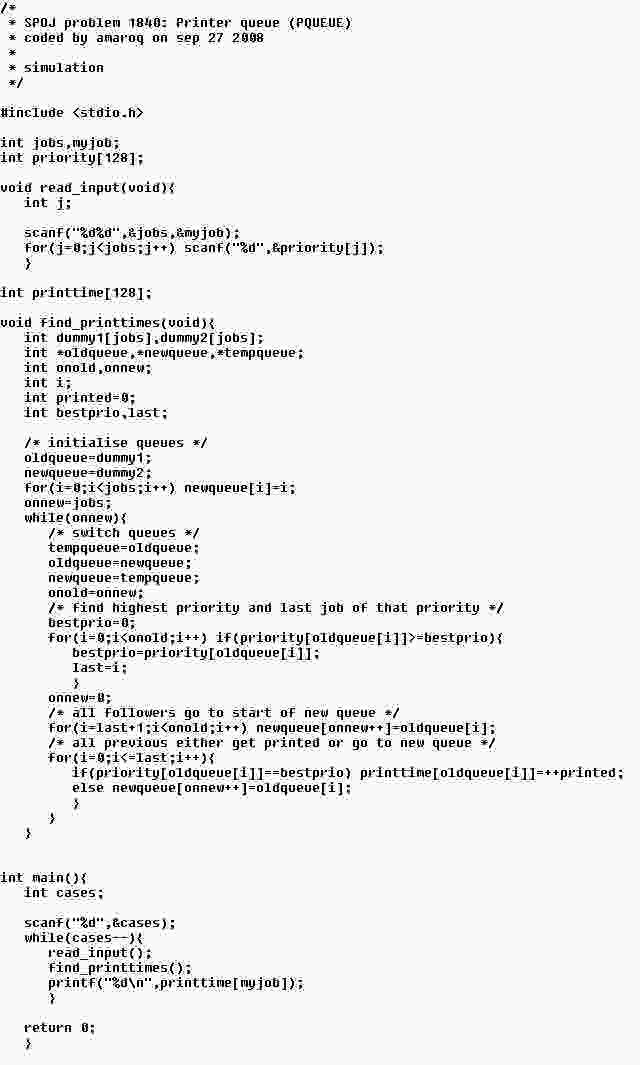 /*
 * SPOJ problem 1840: Printer queue (PQUEUE)
 * coded by amaroq on sep 27 2008
 *
 * simulation
 */

#include <stdio.h>

int jobs,myjob;
int priority[128];

void read_input(void){
   int j;

   scanf("%d%d",&jobs,&myjob);
   for(j=0;j<jobs;j++) scanf("%d",&priority[j]);
   }

int printtime[128];

void find_printtimes(void){
   int dummy1[jobs],dummy2[jobs];
   int *oldqueue,*newqueue,*tempqueue;
   int onold,onnew;
   int i;
   int printed=0;
   int bestprio,last;

   /* initialise queues */
   oldqueue=dummy1;
   newqueue=dummy2;
   for(i=0;i<jobs;i++) newqueue[i]=i;
   onnew=jobs;
   while(onnew){
      /* switch queues */
      tempqueue=oldqueue;
      oldqueue=newqueue;
      newqueue=tempqueue;
      onold=onnew;
      /* find highest priority and last job of that priority */
      bestprio=0;
      for(i=0;i<onold;i++) if(priority[oldqueue[i]]>=bestprio){
         bestprio=priority[oldqueue[i]];
         last=i;
         }
      onnew=0;
      /* all followers go to start of new queue */
      for(i=last+1;i<onold;i++) newqueue[onnew++]=oldqueue[i];
      /* all previous either get printed or go to new queue */
      for(i=0;i<=last;i++){
         if(priority[oldqueue[i]]==bestprio) printtime[oldqueue[i]]=++printed;
         else newqueue[onnew++]=oldqueue[i];
         }
      }
   }


int main(){
   int cases;

   scanf("%d",&cases);
   while(cases--){
      read_input();
      find_printtimes();
      printf("%d\n",printtime[myjob]);
      }

   return 0;
   }